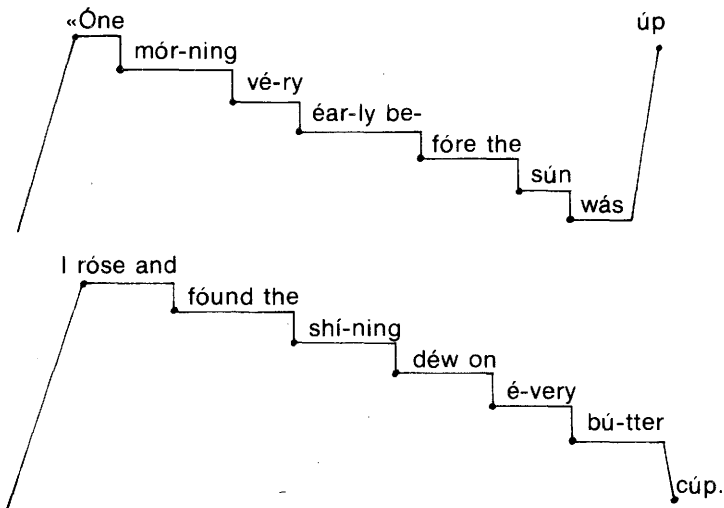 «Óne
úp
mór-ning
vé-ry
éar-ly be-
fóre the
sún
wás
I róse and
fóund the
shí-ning
déw on
é-very
bú-tter
cúp.